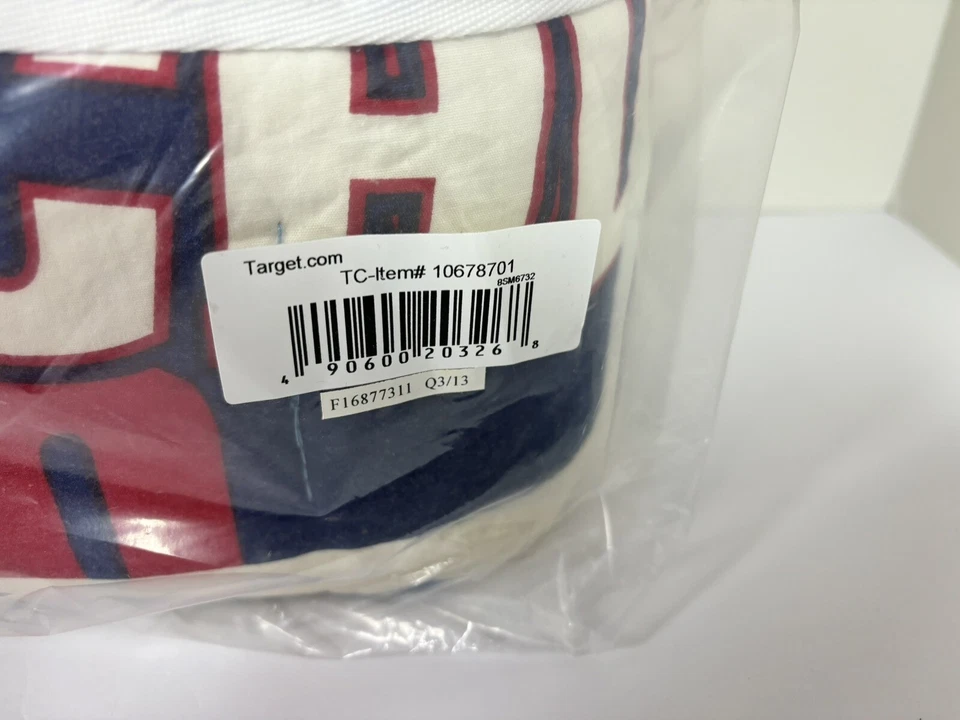 Target.com
TC-Item# 10678701
8SM6732
4 90600 20326 8
F16877311 Q3/13